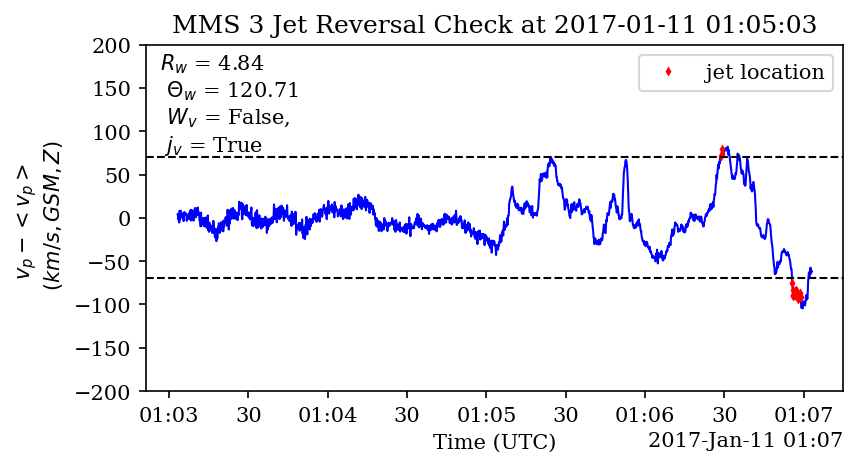 MMS 3 Jet Reversal Check at 2017-01-11 01:05:03
200
150
100
50
0
−50
−100
−150
−200
v_p − <v_p>
(km/s, GSM, Z)
R_w = 4.84
Θ_w = 120.71
W_v = False,
j_v = True
jet location
01:03 30 01:04 30 01:05 30 01:06 30 01:07
Time (UTC)
2017-Jan-11 01:07